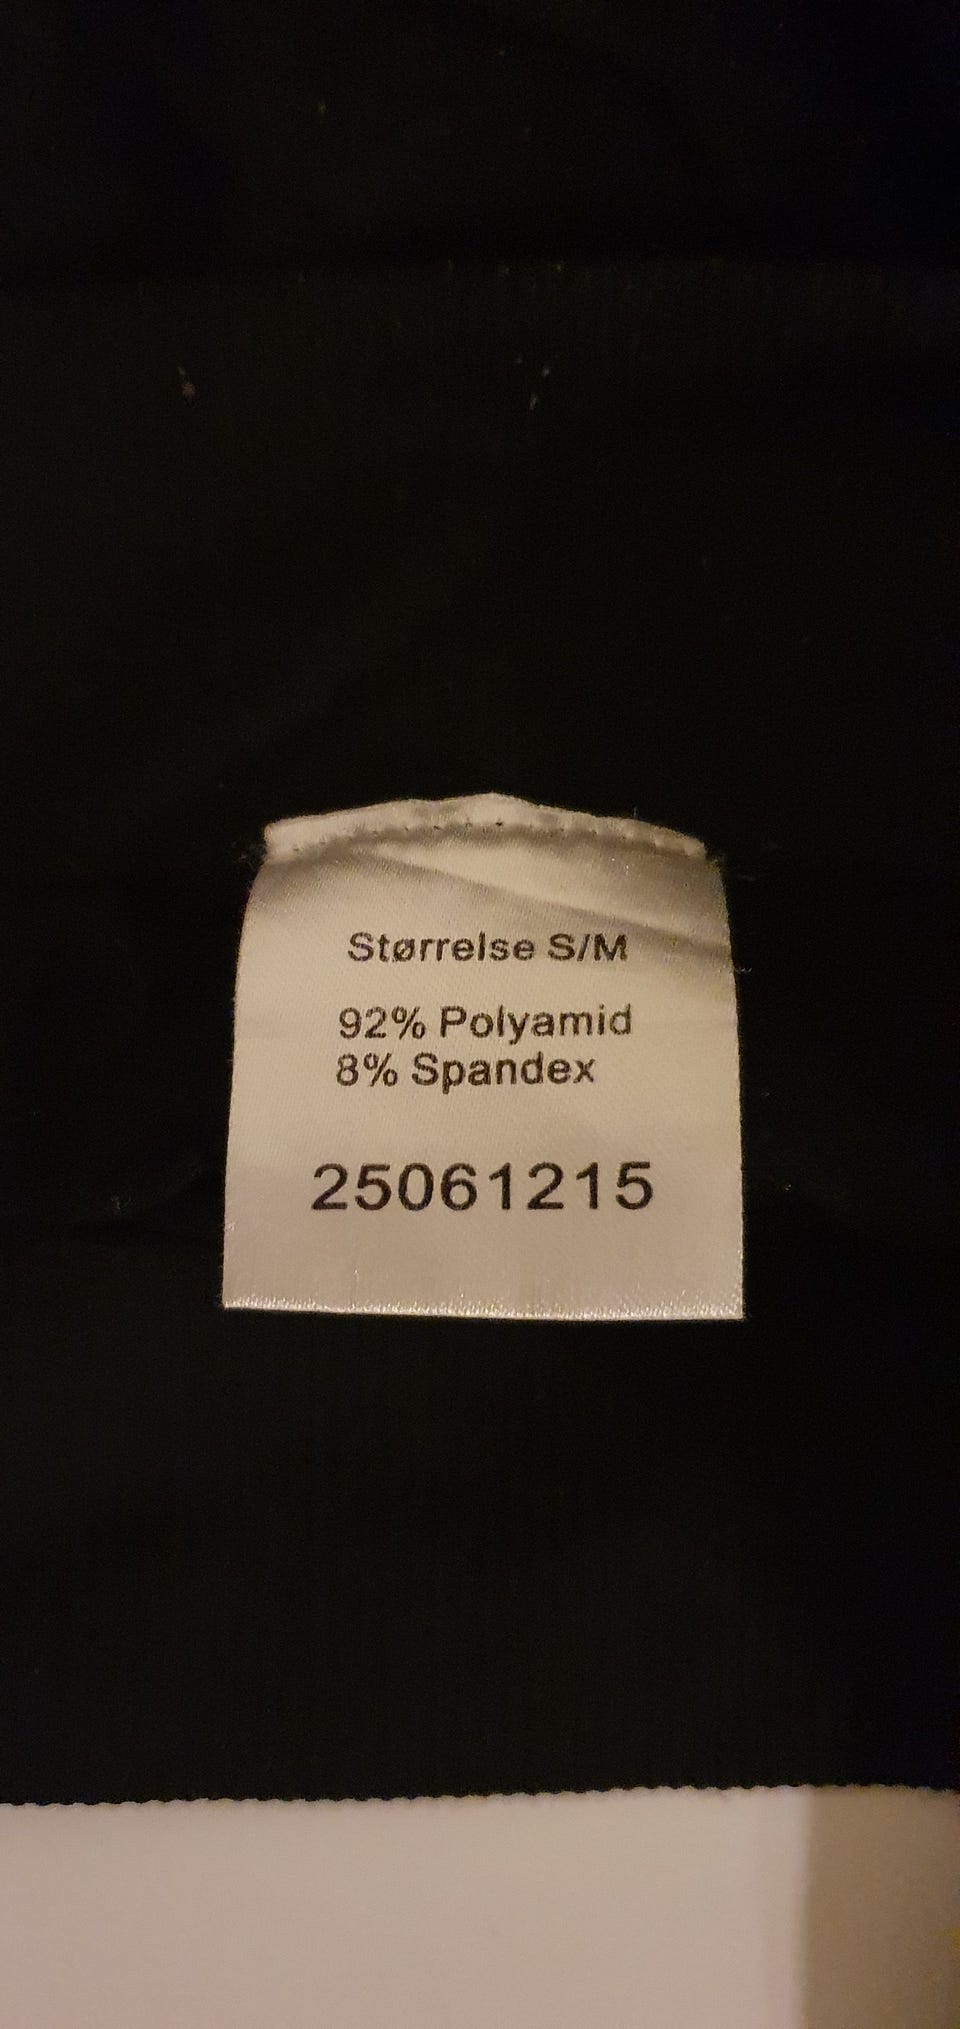 Størrelse S/M
92% Polyamid
8% Spandex
25061215